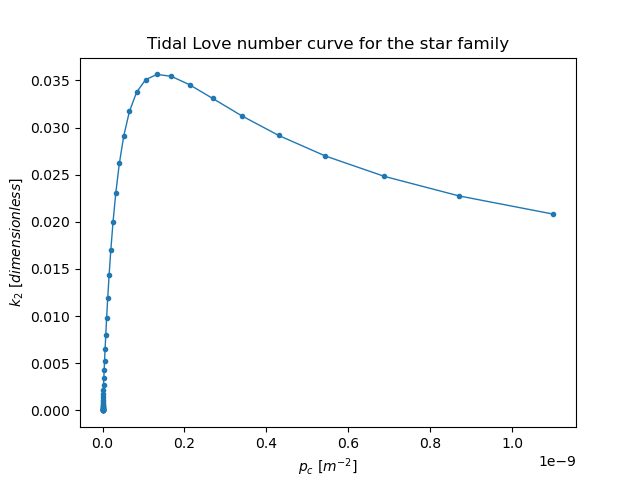 Tidal Love number curve for the star family
0.035
0.030
0.025
0.020
0.015
0.010
0.005
0.000
k₂ [dimensionless]
0.0 0.2 0.4 0.6 0.8 1.0
1e−9
p_c [m⁻²]